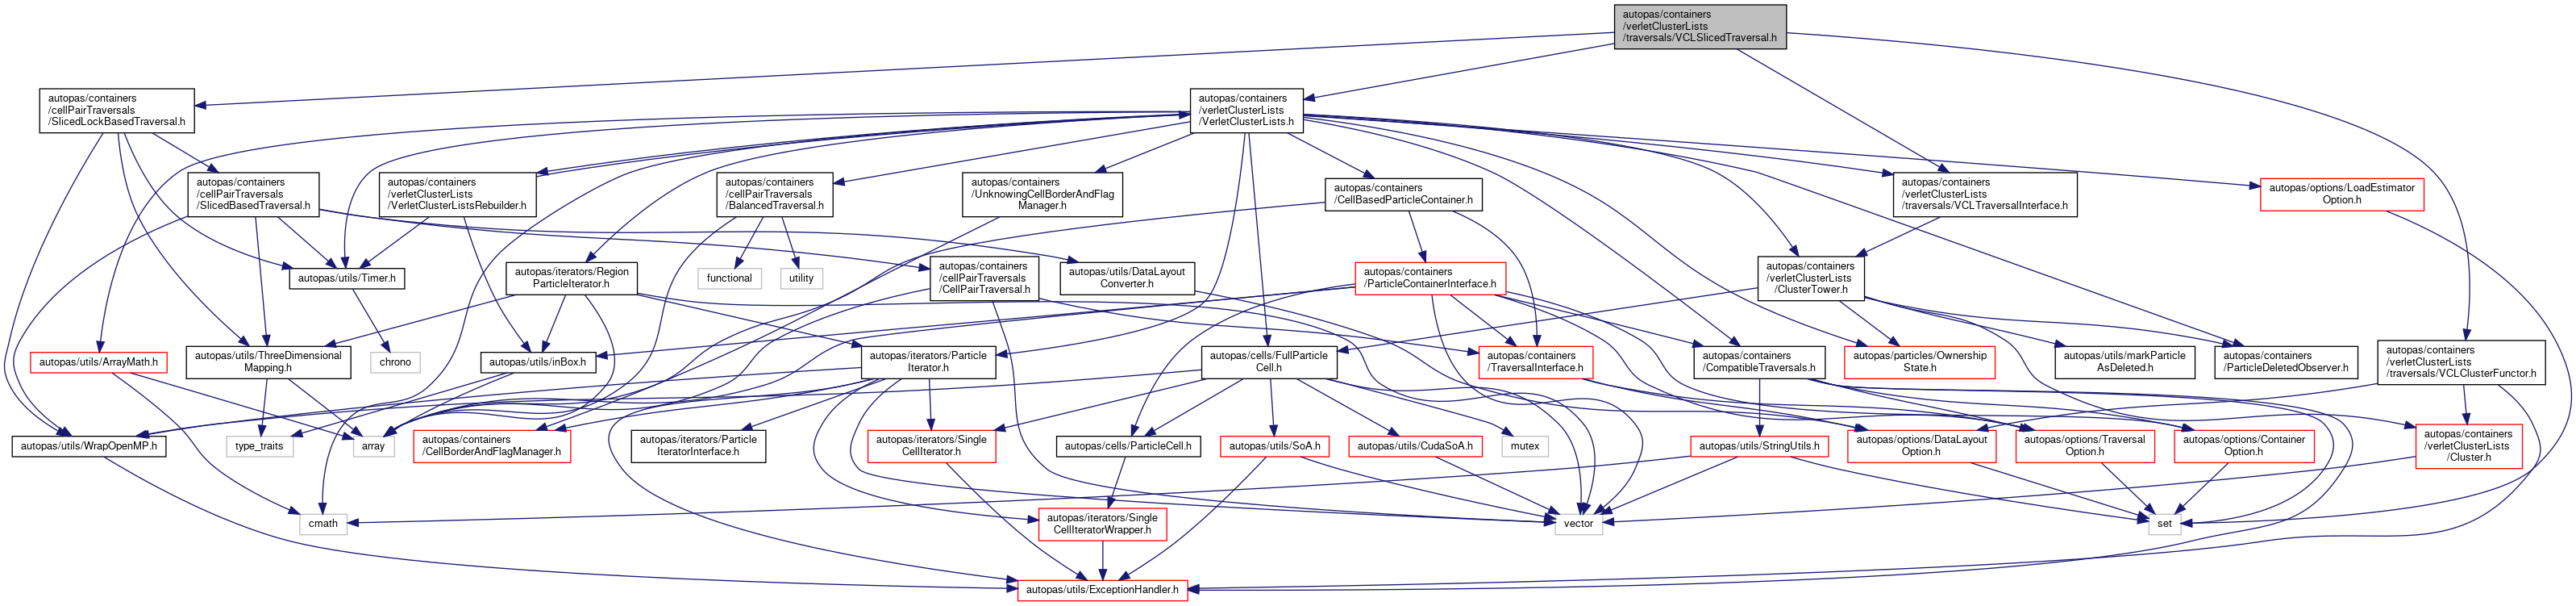 autopas/containers
/verletClusterLists
/traversals/VCLSlicedTraversal.h
autopas/containers
/cellPairTraversals
/SlicedLockBasedTraversal.h
autopas/containers
/verletClusterLists
/VerletClusterLists.h
autopas/containers
/cellPairTraversals
/SlicedBasedTraversal.h
autopas/containers
/verletClusterLists
/VerletClusterListsRebuilder.h
autopas/containers
/cellPairTraversals
/BalancedTraversal.h
autopas/containers
/UnknowingCellBorderAndFlag
Manager.h
autopas/containers
/CellBasedParticleContainer.h
autopas/containers
/verletClusterLists
/traversals/VCLTraversalInterface.h
autopas/options/LoadEstimator
Option.h
autopas/utils/Timer.h
autopas/iterators/Region
ParticleIterator.h
functional
utility
autopas/containers
/cellPairTraversals
/CellPairTraversal.h
autopas/utils/DataLayout
Converter.h
autopas/containers
/ParticleContainerInterface.h
autopas/containers
/verletClusterLists
/ClusterTower.h
autopas/utils/ArrayMath.h
autopas/utils/ThreeDimensional
Mapping.h
chrono
autopas/utils/inBox.h
autopas/iterators/Particle
Iterator.h
autopas/cells/FullParticle
Cell.h
autopas/containers
/TraversalInterface.h
autopas/containers
/CompatibleTraversals.h
autopas/particles/Ownership
State.h
autopas/utils/markParticle
AsDeleted.h
autopas/containers
/ParticleDeletedObserver.h
autopas/containers
/verletClusterLists
/traversals/VCLClusterFunctor.h
autopas/utils/WrapOpenMP.h
type_traits
array
autopas/containers
/CellBorderAndFlagManager.h
autopas/iterators/Particle
IteratorInterface.h
autopas/iterators/Single
CellIterator.h
autopas/cells/ParticleCell.h
autopas/utils/SoA.h
autopas/utils/CudaSoA.h
mutex
autopas/utils/StringUtils.h
autopas/options/DataLayout
Option.h
autopas/options/Traversal
Option.h
autopas/options/Container
Option.h
autopas/containers
/verletClusterLists
/Cluster.h
cmath
autopas/iterators/Single
CellIteratorWrapper.h
vector
set
autopas/utils/ExceptionHandler.h